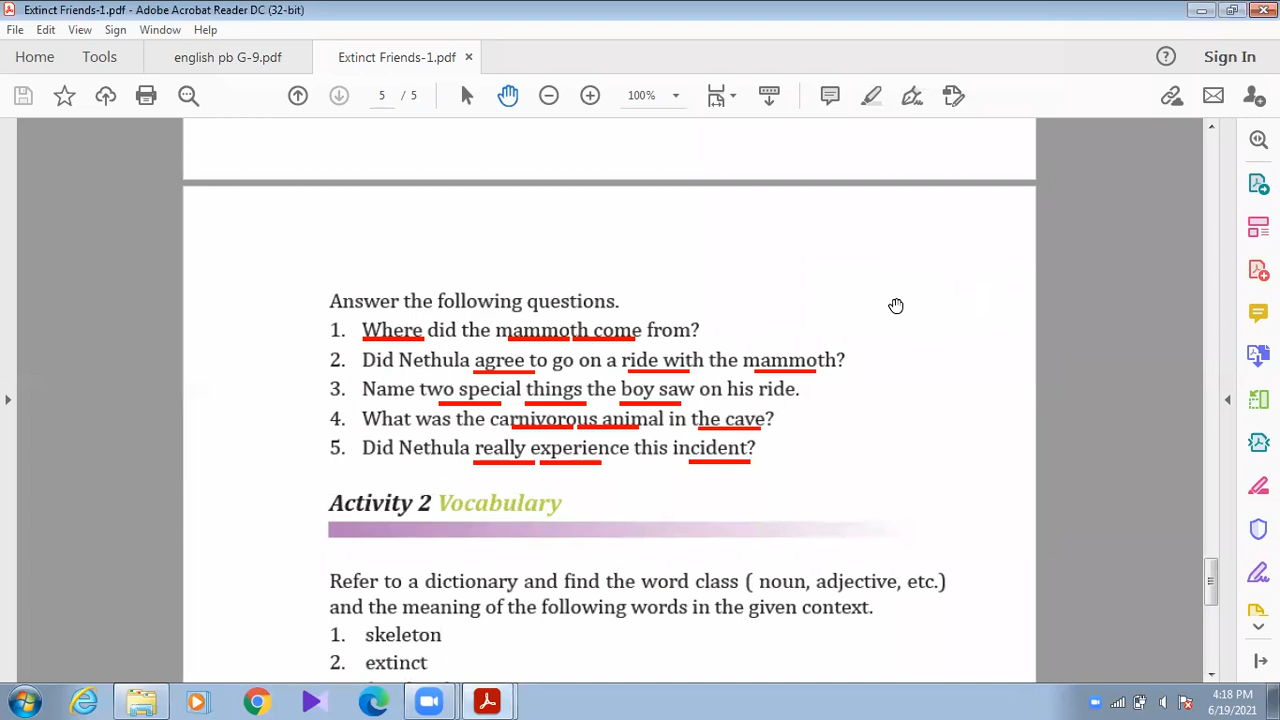 Extinct Friends-1.pdf - Adobe Acrobat Reader DC (32-bit)
File Edit View Sign Window Help
Home Tools english pb G-9.pdf Extinct Friends-1.pdf × Sign In
5 / 5 100%
Answer the following questions.
1. Where did the mammoth come from?
2. Did Nethula agree to go on a ride with the mammoth?
3. Name two special things the boy saw on his ride.
4. What was the carnivorous animal in the cave?
5. Did Nethula really experience this incident?
Activity 2 Vocabulary
Refer to a dictionary and find the word class ( noun, adjective, etc.)
and the meaning of the following words in the given context.
1. skeleton
2. extinct
4:18 PM
6/19/2021